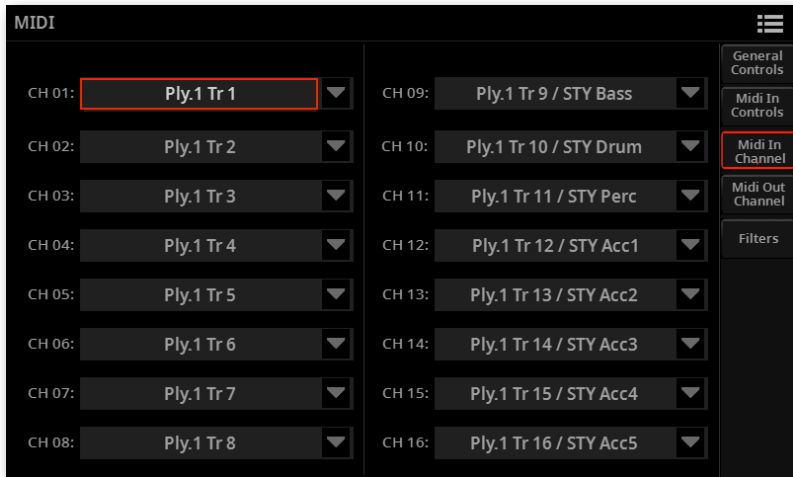 MIDI
CH 01: Ply.1 Tr 1
CH 02: Ply.1 Tr 2
CH 03: Ply.1 Tr 3
CH 04: Ply.1 Tr 4
CH 05: Ply.1 Tr 5
CH 06: Ply.1 Tr 6
CH 07: Ply.1 Tr 7
CH 08: Ply.1 Tr 8
CH 09: Ply.1 Tr 9 / STY Bass
CH 10: Ply.1 Tr 10 / STY Drum
CH 11: Ply.1 Tr 11 / STY Perc
CH 12: Ply.1 Tr 12 / STY Acc1
CH 13: Ply.1 Tr 13 / STY Acc2
CH 14: Ply.1 Tr 14 / STY Acc3
CH 15: Ply.1 Tr 15 / STY Acc4
CH 16: Ply.1 Tr 16 / STY Acc5
General
Controls
Midi In
Controls
Midi In
Channel
Midi Out
Channel
Filters